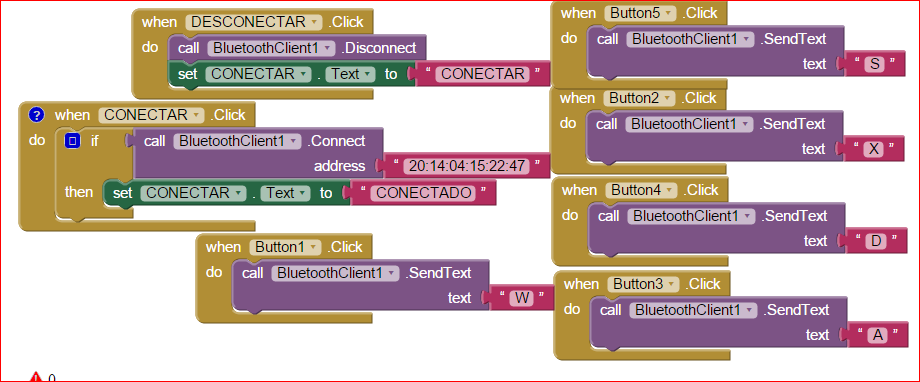 when DESCONECTAR .Click
do call BluetoothClient1 .Disconnect
set CONECTAR . Text to " CONECTAR "
? when CONECTAR .Click
do if call BluetoothClient1 .Connect
address " 20:14:04:15:22:47 "
then set CONECTAR . Text to " CONECTADO "
when Button1 .Click
do call BluetoothClient1 .SendText
text " W "
when Button5 .Click
do call BluetoothClient1 .SendText
text " S "
when Button2 .Click
do call BluetoothClient1 .SendText
text " X "
when Button4 .Click
do call BluetoothClient1 .SendText
text " D "
when Button3 .Click
do call BluetoothClient1 .SendText
text " A "
0